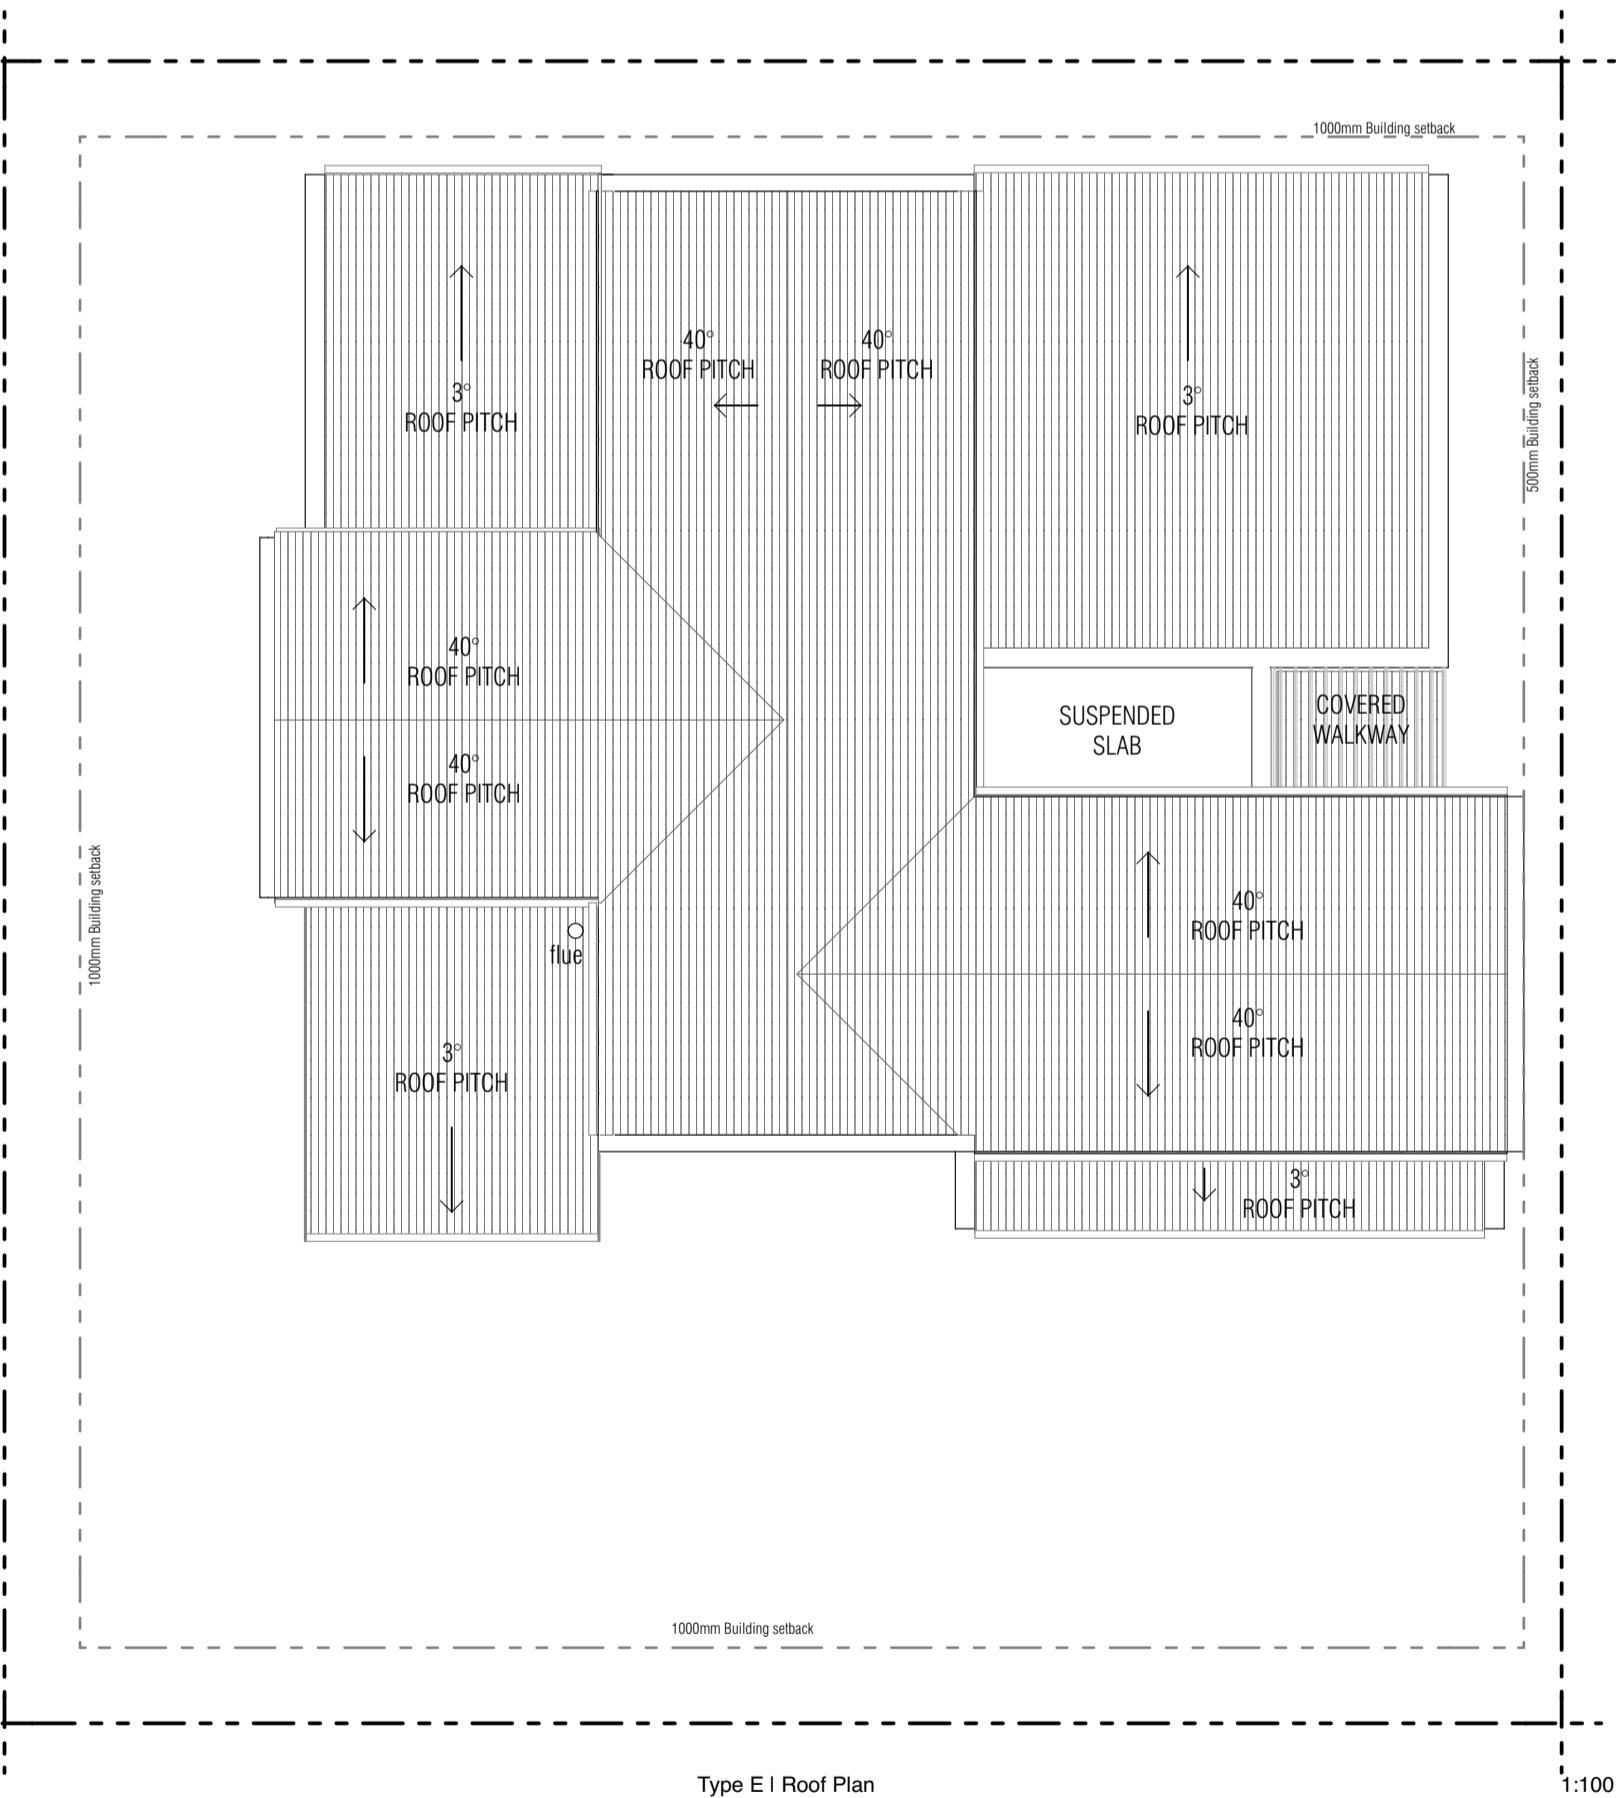 1000mm Building setback
40°
ROOF PITCH
40°
ROOF PITCH
3°
ROOF PITCH
3°
ROOF PITCH
500mm Building setback
40°
ROOF PITCH
SUSPENDED
SLAB
COVERED
WALKWAY
40°
ROOF PITCH
1000mm Building setback
flue
40°
ROOF PITCH
40°
ROOF PITCH
3°
ROOF PITCH
3°
ROOF PITCH
1000mm Building setback
Type E | Roof Plan
1:100